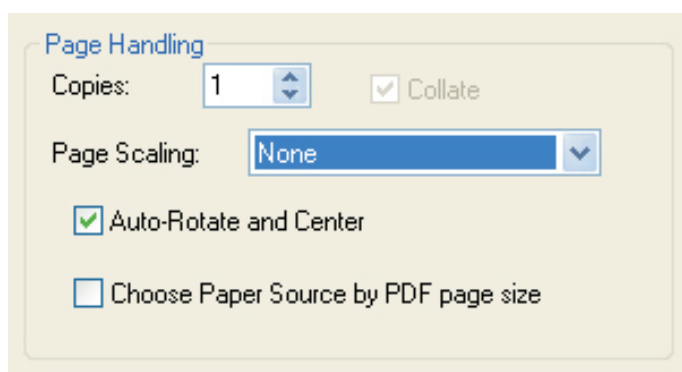 Page Handling
Copies: 1 Collate
Page Scaling: None
Auto-Rotate and Center
Choose Paper Source by PDF page size